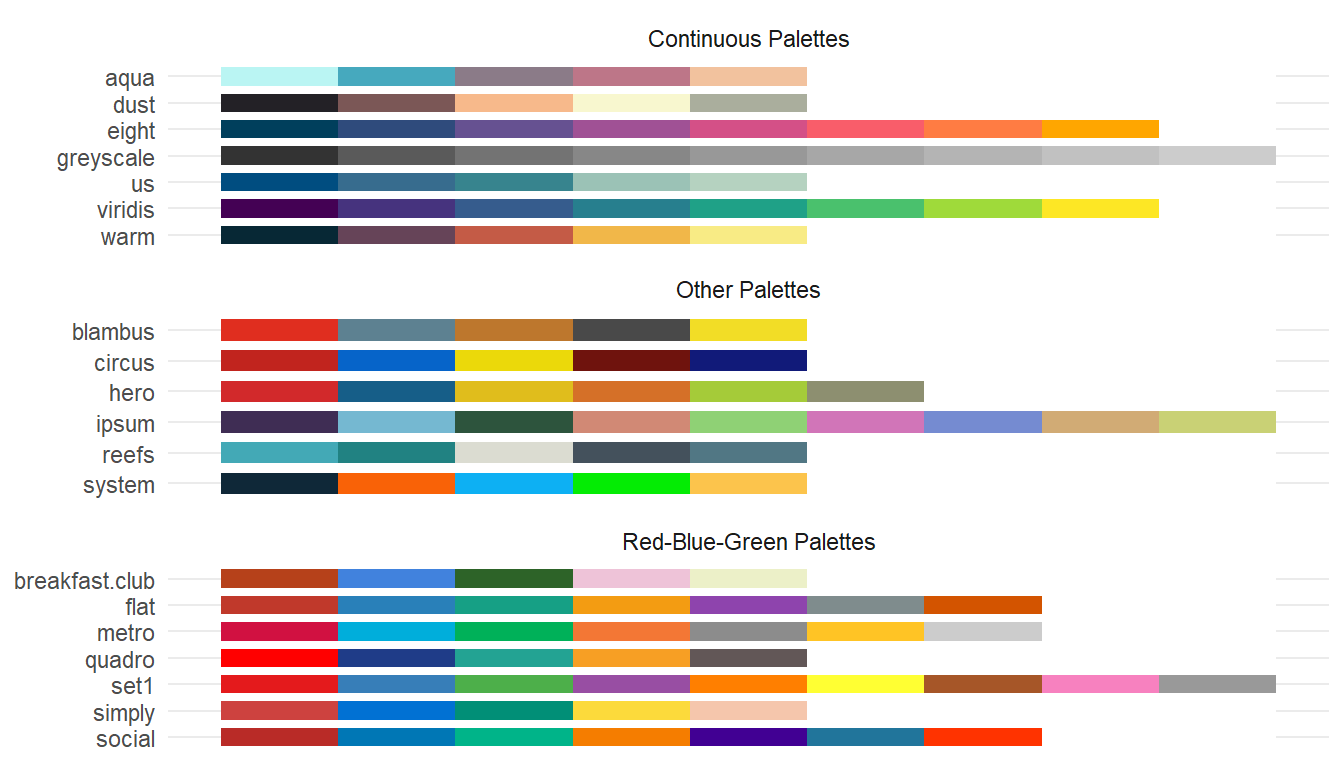 Continuous Palettes
aqua
dust
eight
greyscale
us
viridis
warm
Other Palettes
blambus
circus
hero
ipsum
reefs
system
Red-Blue-Green Palettes
breakfast.club
flat
metro
quadro
set1
simply
social